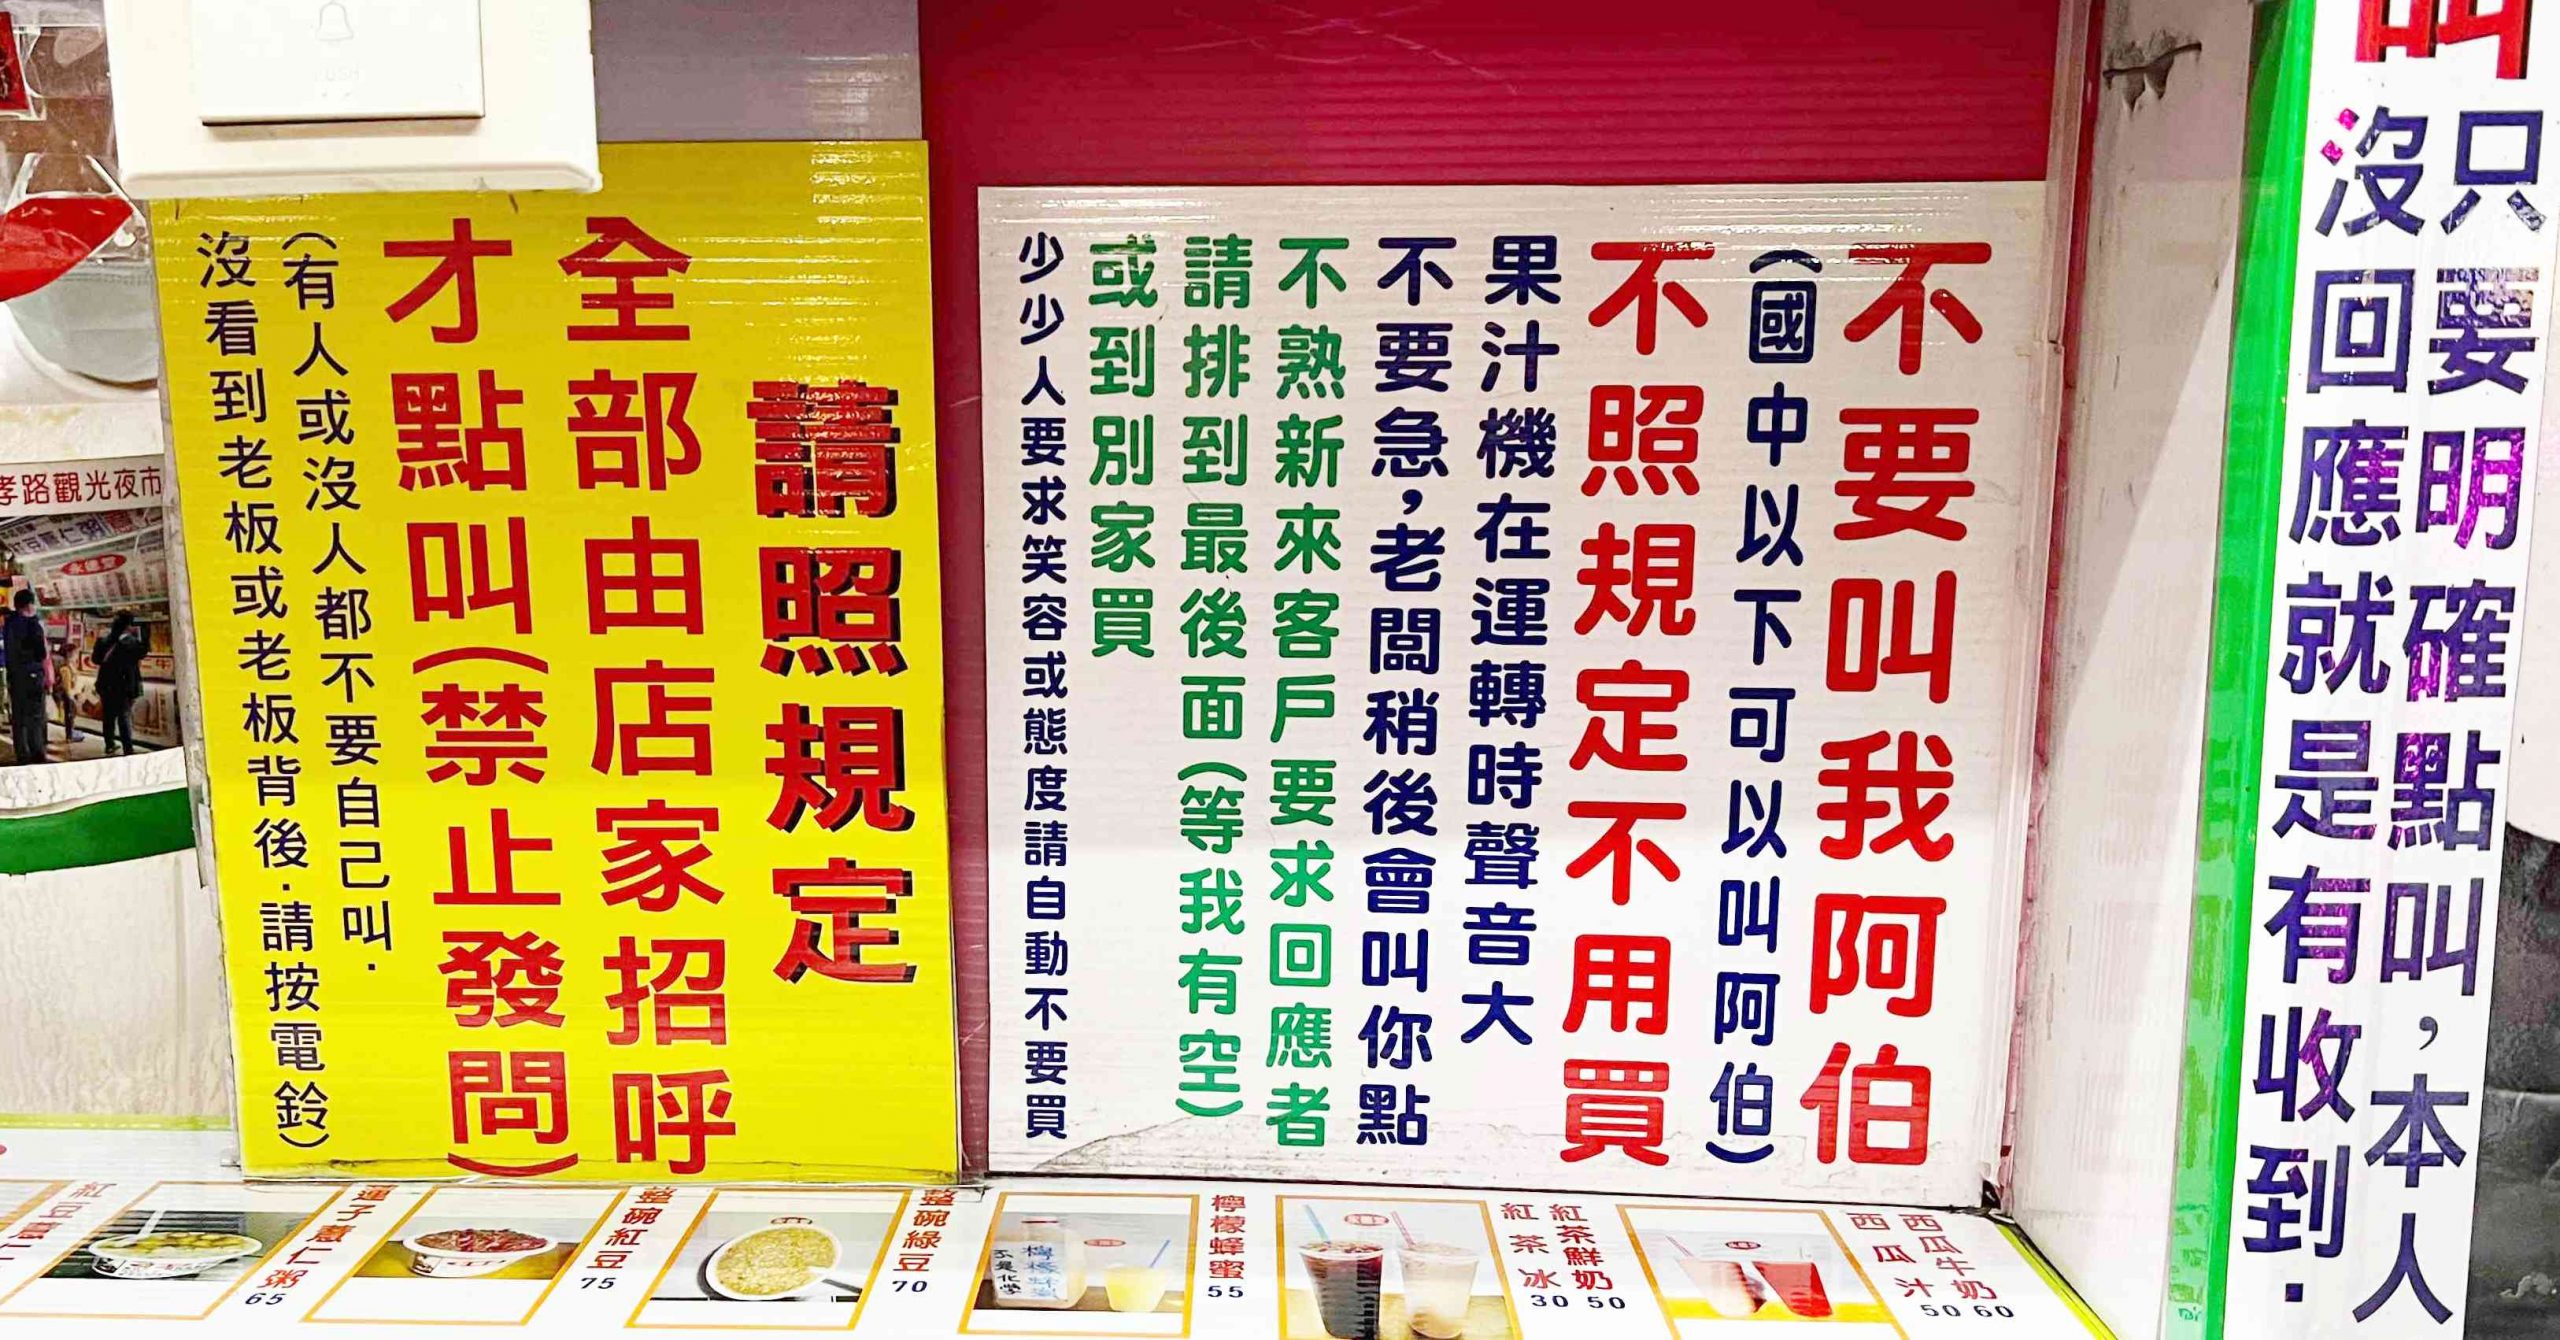 叫
只要明確點叫，本人
沒回應就是有收到．
不要叫我阿伯
（國中以下可以叫阿伯）
不照規定不用買
果汁機在運轉時聲音大
不要急，老闆稍後會叫你點
不熟新來客戶要求回應者
請排到最後面（等我有空）
或到別家買
少少人要求笑容或態度請自動不要買
請照規定
全部由店家招呼
才點叫（禁止發問）
（有人或沒人都不要自己叫．
沒看到老板或老板背後．請按電鈴）
PUSH
孝路觀光夜市
紅豆薏仁
蓮子薏仁粥
65
整碗紅豆
75
整碗綠豆
70
檸檬蜂蜜
55
紅茶鮮奶
50
紅茶冰
30
西瓜牛奶
60
西瓜汁
50